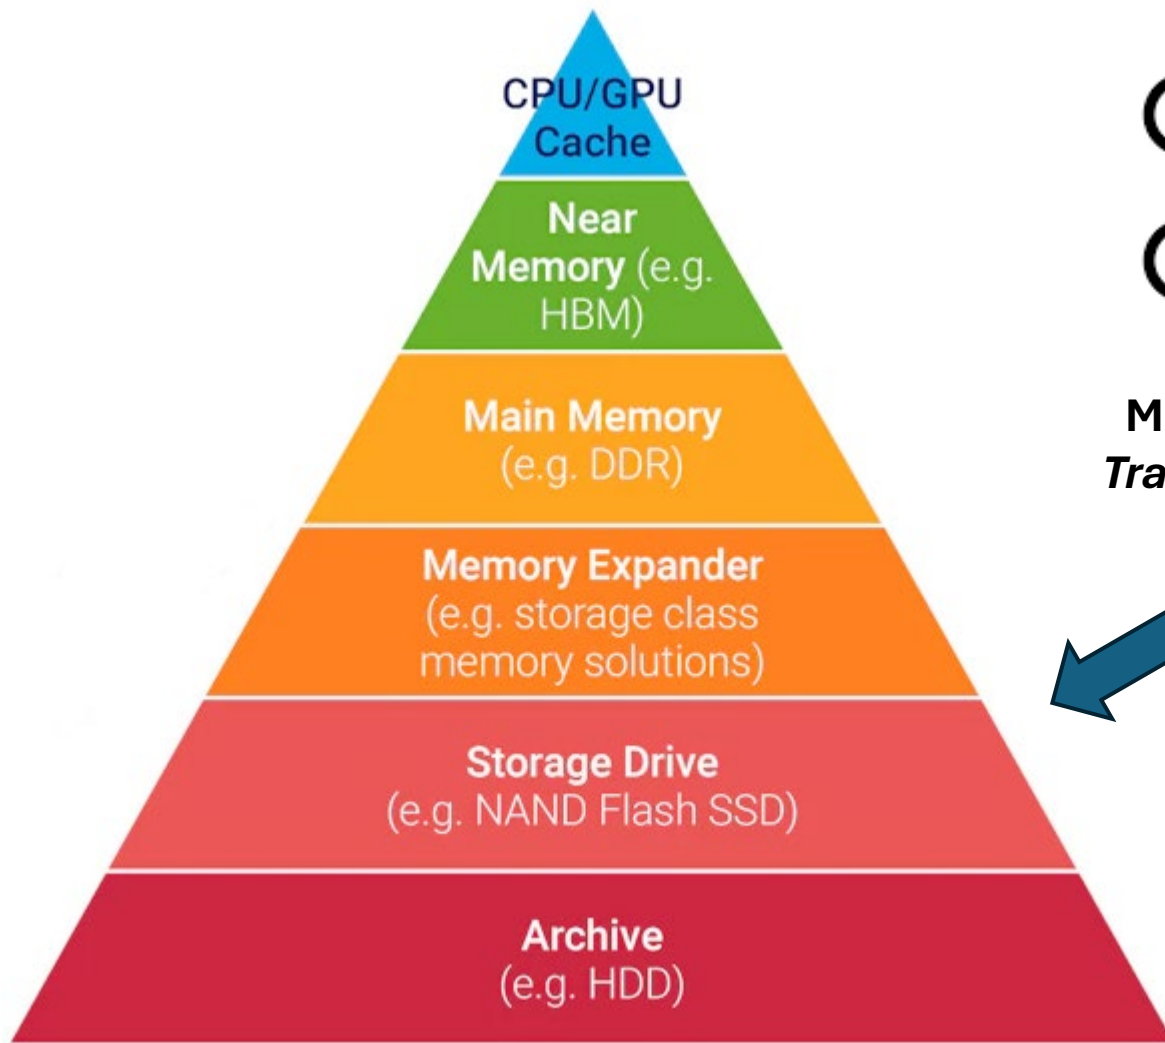 CPU/GPU
Cache
Near
Memory (e.g.
HBM)
Main Memory
(e.g. DDR)
Memory Expander
(e.g. storage class
memory solutions)
Storage Drive
(e.g. NAND Flash SSD)
Archive
(e.g. HDD)